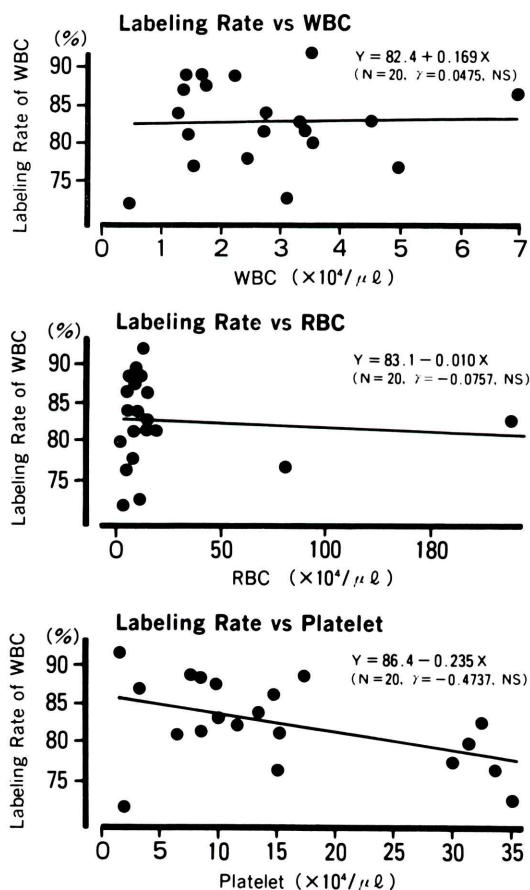 Labeling Rate vs WBC
(%)
Y = 82.4 + 0.169 X
(N=20, γ=0.0475, NS)
90
85
80
75
Labeling Rate of WBC
0 1 2 3 4 5 6 7
WBC (×10⁴/μℓ)
Labeling Rate vs RBC
(%)
Y = 83.1 − 0.010 X
(N=20, γ=−0.0757, NS)
90
85
80
75
Labeling Rate of WBC
0 50 100 180
RBC (×10⁴/μℓ)
Labeling Rate vs Platelet
(%)
Y = 86.4 − 0.235 X
(N=20, γ=−0.4737, NS)
90
85
80
75
Labeling Rate of WBC
0 5 10 15 20 25 30 35
Platelet (×10⁴/μℓ)